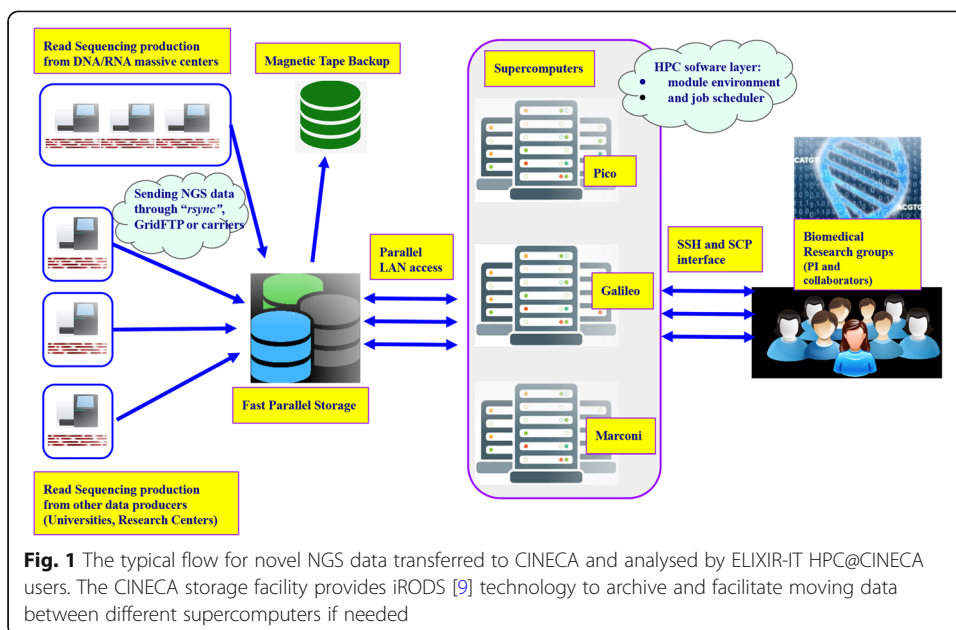 Read Sequencing production
from DNA/RNA massive centers
Magnetic Tape Backup
Supercomputers
HPC sofware layer:
• module environment
• and job scheduler
Pico
CATGT
ACGTG
Sending NGS data
through “rsync”,
GridFTP or carriers
Parallel
LAN access
Galileo
SSH and SCP
interface
Biomedical
Research groups
(PI and
collaborators)
Fast Parallel Storage
Marconi
Read Sequencing production
from other data producers
(Universities, Research Centers)
Fig. 1 The typical flow for novel NGS data transferred to CINECA and analysed by ELIXIR-IT HPC@CINECA
users. The CINECA storage facility provides iRODS [9] technology to archive and facilitate moving data
between different supercomputers if needed